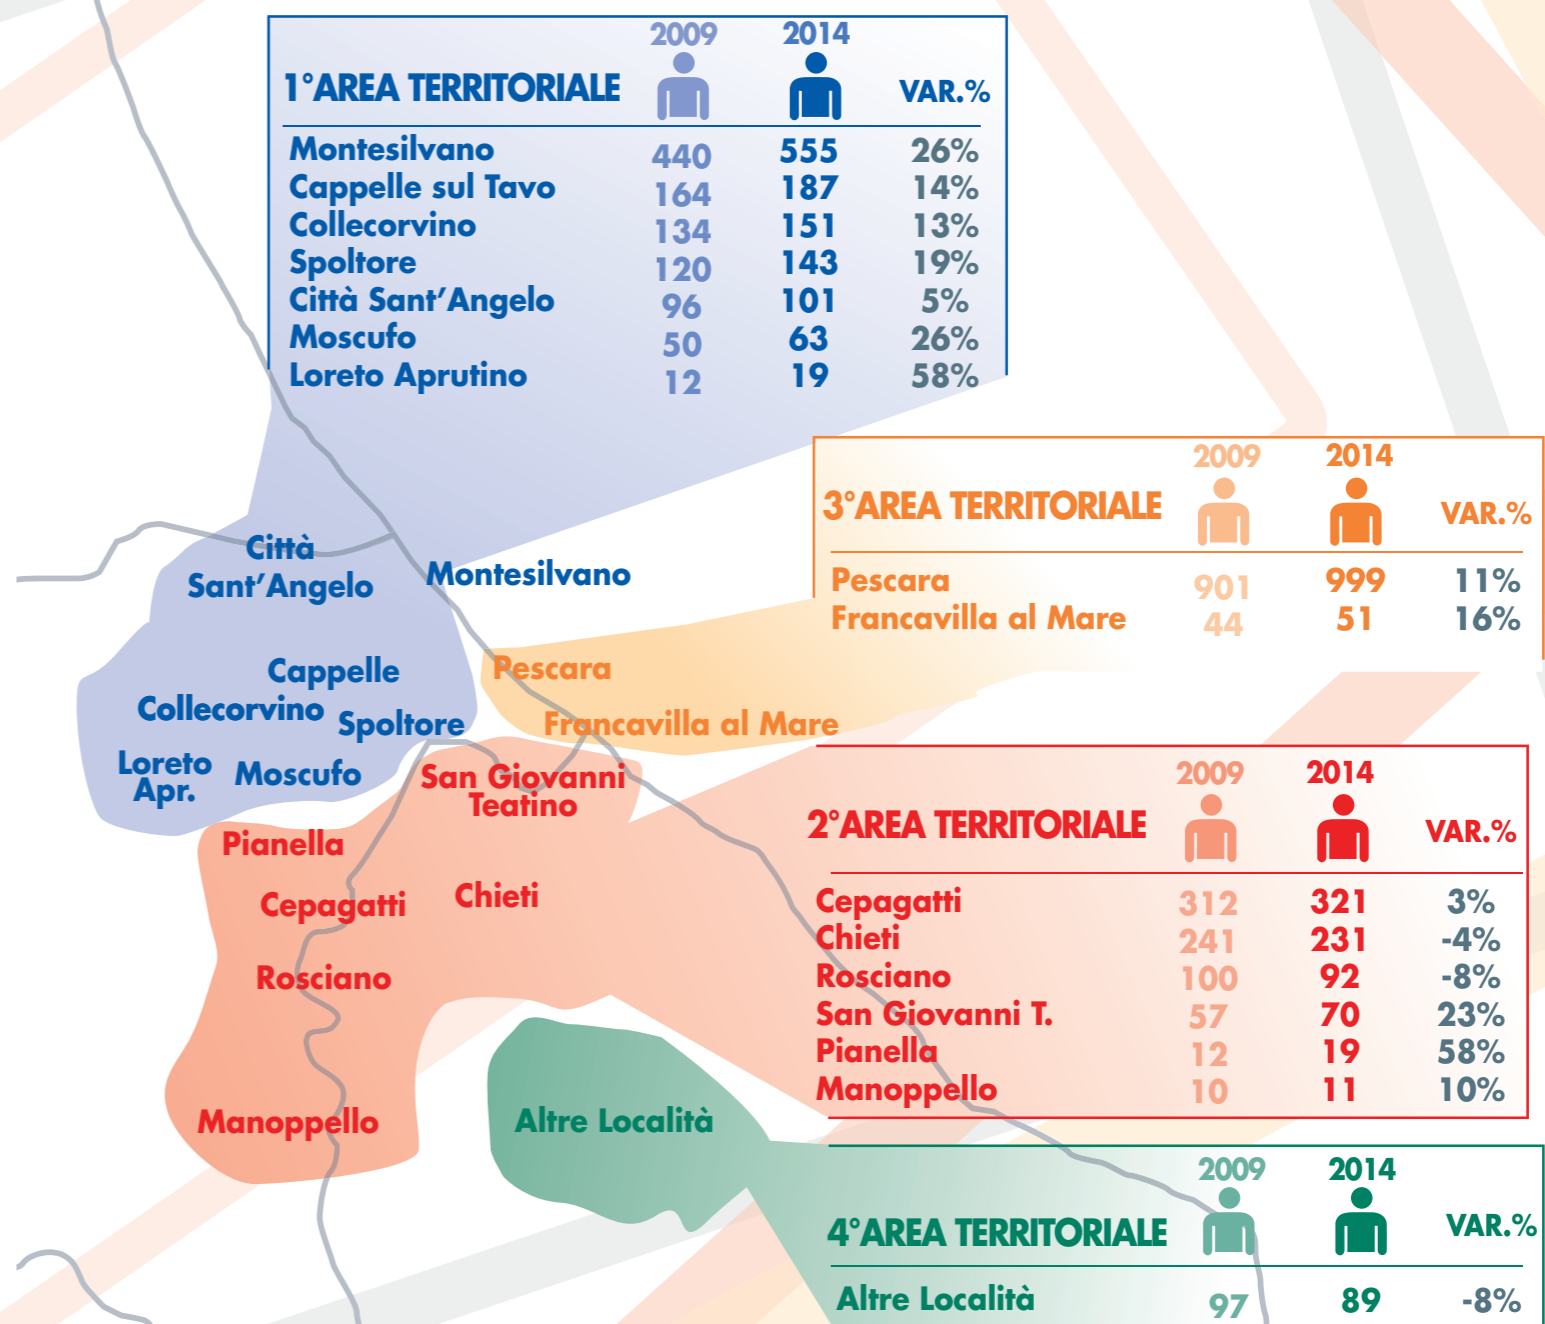 2009 2014
1°AREA TERRITORIALE VAR.%
Montesilvano 440 555 26%
Cappelle sul Tavo 164 187 14%
Collecorvino 134 151 13%
Spoltore 120 143 19%
Città Sant'Angelo 96 101 5%
Moscufo 50 63 26%
Loreto Aprutino 12 19 58%
2009 2014
3°AREA TERRITORIALE VAR.%
Pescara 901 999 11%
Francavilla al Mare 44 51 16%
Città
Sant'Angelo
Montesilvano
Cappelle
Pescara
Collecorvino
Spoltore
Francavilla al Mare
Loreto
Apr.
Moscufo
San Giovanni
Teatino
Pianella
Cepagatti
Chieti
Rosciano
Manoppello
Altre Località
2009 2014
2°AREA TERRITORIALE VAR.%
Cepagatti 312 321 3%
Chieti 241 231 -4%
Rosciano 100 92 -8%
San Giovanni T. 57 70 23%
Pianella 12 19 58%
Manoppello 10 11 10%
2009 2014
4°AREA TERRITORIALE VAR.%
Altre Località 97 89 -8%